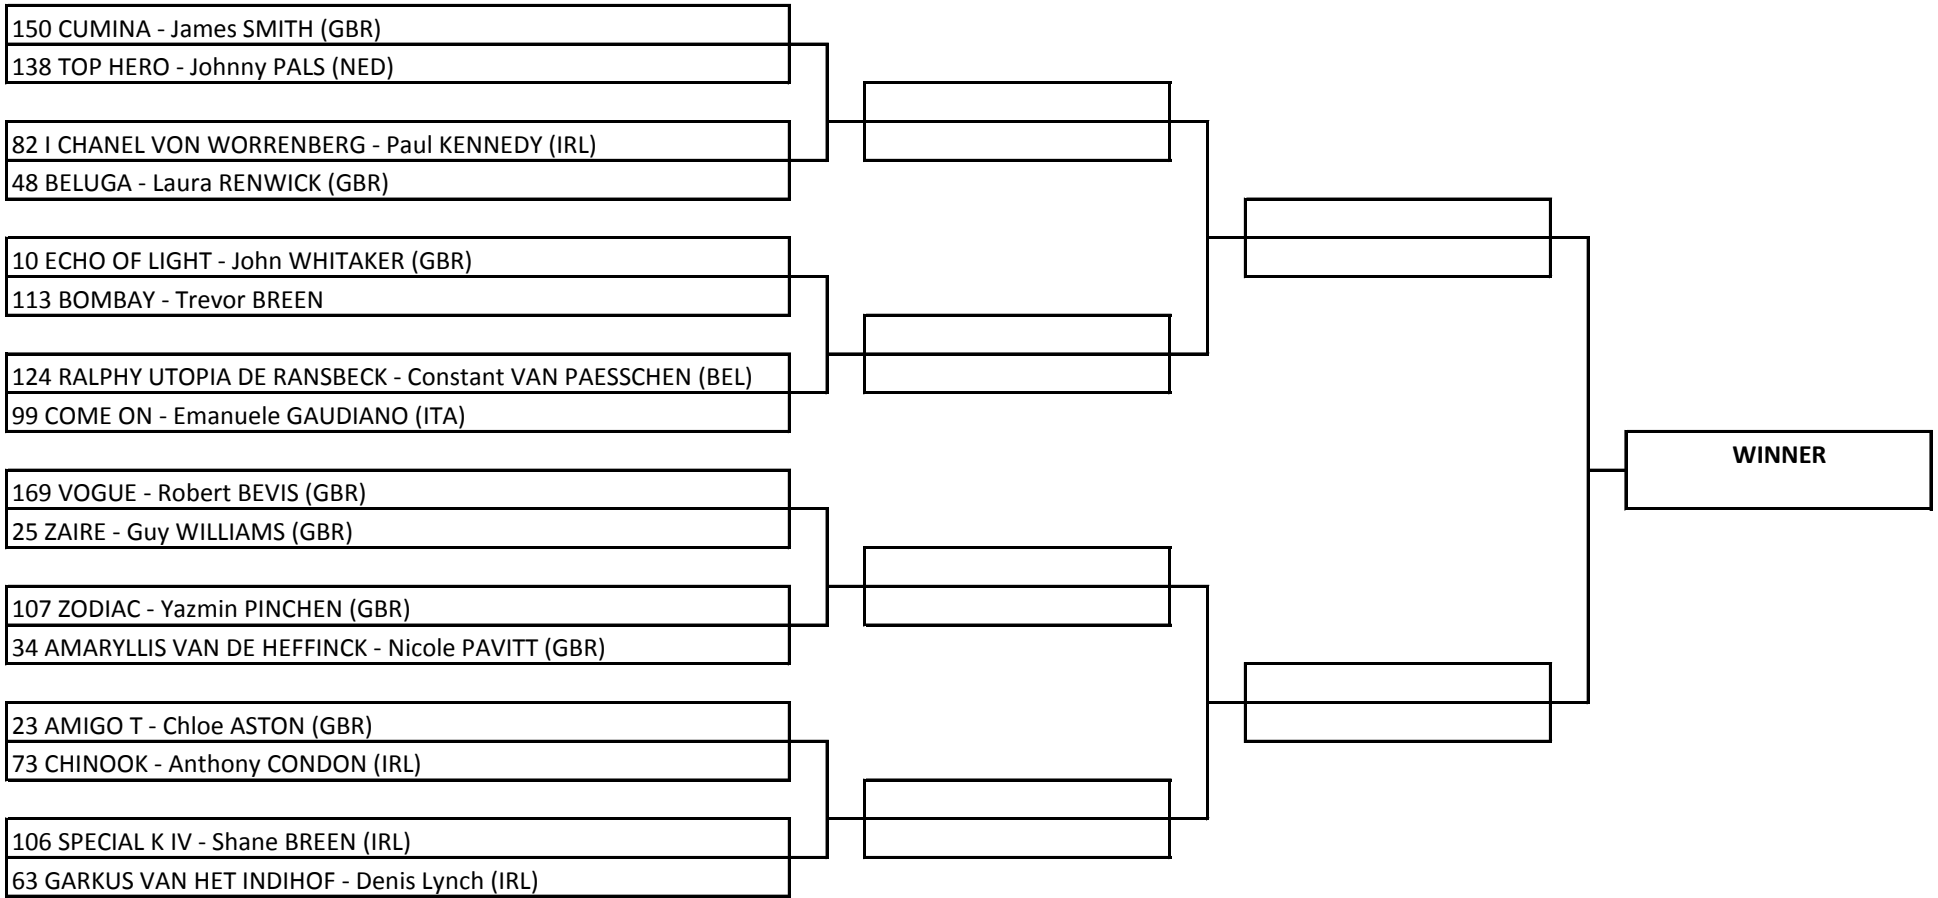 150 CUMINA - James SMITH (GBR)
138 TOP HERO - Johnny PALS (NED)
82 I CHANEL VON WORRENBERG - Paul KENNEDY (IRL)
48 BELUGA - Laura RENWICK (GBR)
10 ECHO OF LIGHT - John WHITAKER (GBR)
113 BOMBAY - Trevor BREEN
124 RALPHY UTOPIA DE RANSBECK - Constant VAN PAESSCHEN (BEL)
99 COME ON - Emanuele GAUDIANO (ITA)
WINNER
169 VOGUE - Robert BEVIS (GBR)
25 ZAIRE - Guy WILLIAMS (GBR)
107 ZODIAC - Yazmin PINCHEN (GBR)
34 AMARYLLIS VAN DE HEFFINCK - Nicole PAVITT (GBR)
23 AMIGO T - Chloe ASTON (GBR)
73 CHINOOK - Anthony CONDON (IRL)
106 SPECIAL K IV - Shane BREEN (IRL)
63 GARKUS VAN HET INDIHOF - Denis Lynch (IRL)